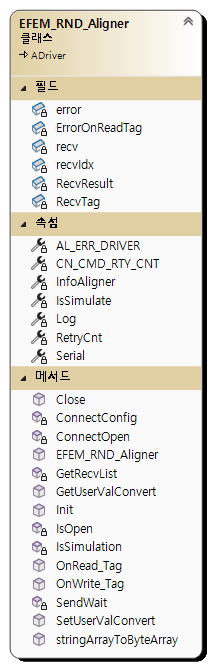 EFEM_RND_Aligner
클래스
ADriver
필드
error
ErrorOnReadTag
recv
recvIdx
RecvResult
RecvTag
속성
AL_ERR_DRIVER
CN_CMD_RTY_CNT
InfoAligner
IsSimulate
Log
RetryCnt
Serial
메서드
Close
ConnectConfig
ConnectOpen
EFEM_RND_Aligner
GetRecvList
GetUserValConvert
Init
IsOpen
IsSimulation
OnRead_Tag
OnWrite_Tag
SendWait
SetUserValConvert
stringArrayToByteArray